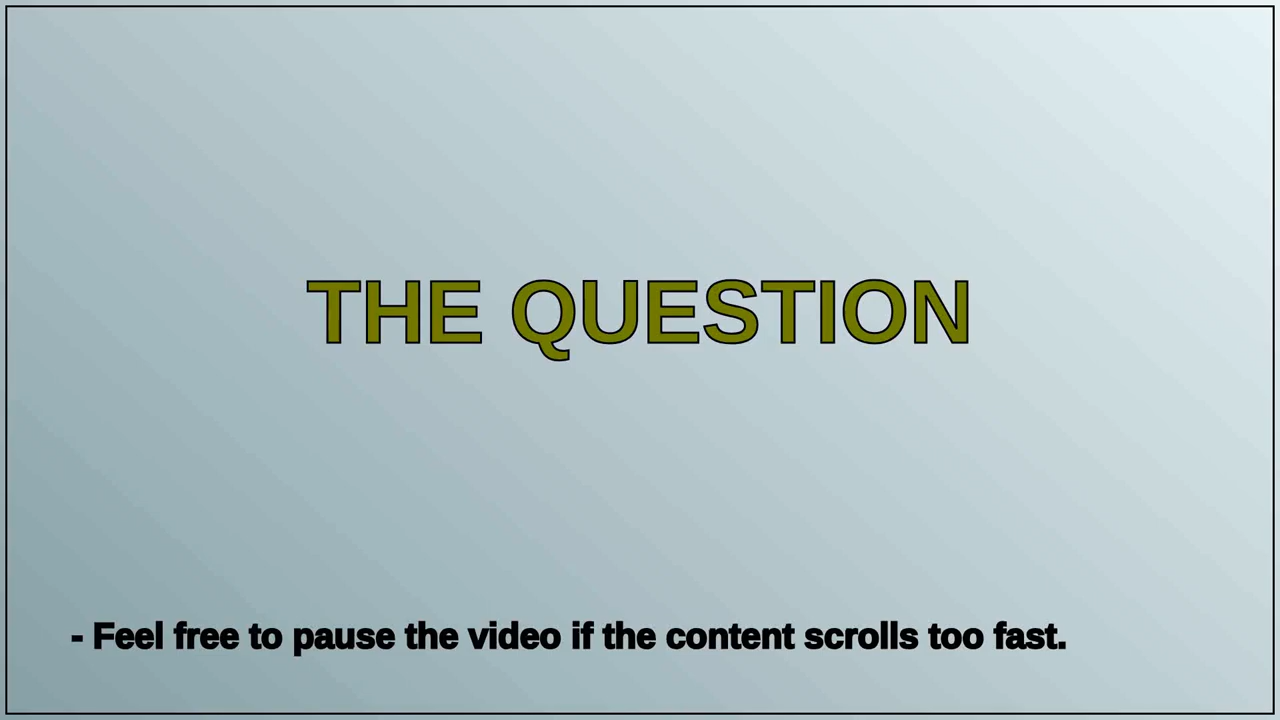 THE QUESTION
- Feel free to pause the video if the content scrolls too fast.